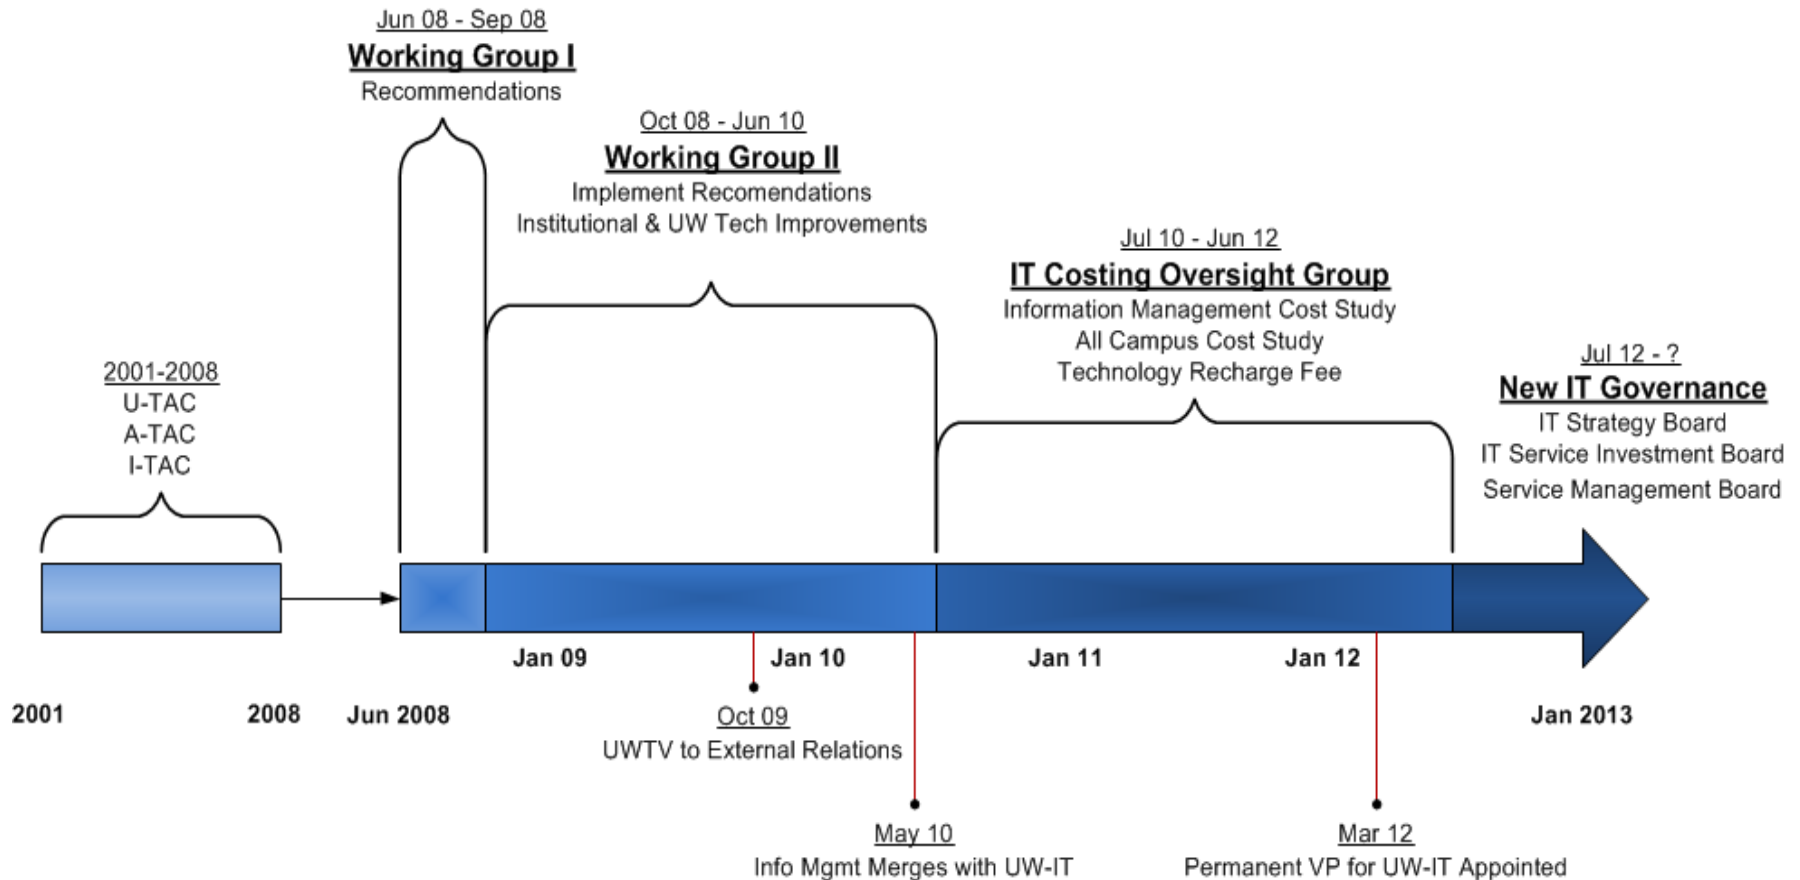 Jun 08 - Sep 08
Working Group I
Recommendations
Oct 08 - Jun 10
Working Group II
Implement Recomendations
Institutional & UW Tech Improvements
Jul 10 - Jun 12
IT Costing Oversight Group
Information Management Cost Study
All Campus Cost Study
Technology Recharge Fee
Jul 12 - ?
New IT Governance
IT Strategy Board
IT Service Investment Board
Service Management Board
2001-2008
U-TAC
A-TAC
I-TAC
Jan 09
Jan 10
Jan 11
Jan 12
2001
2008
Jun 2008
Jan 2013
Oct 09
UWTV to External Relations
May 10
Info Mgmt Merges with UW-IT
Mar 12
Permanent VP for UW-IT Appointed